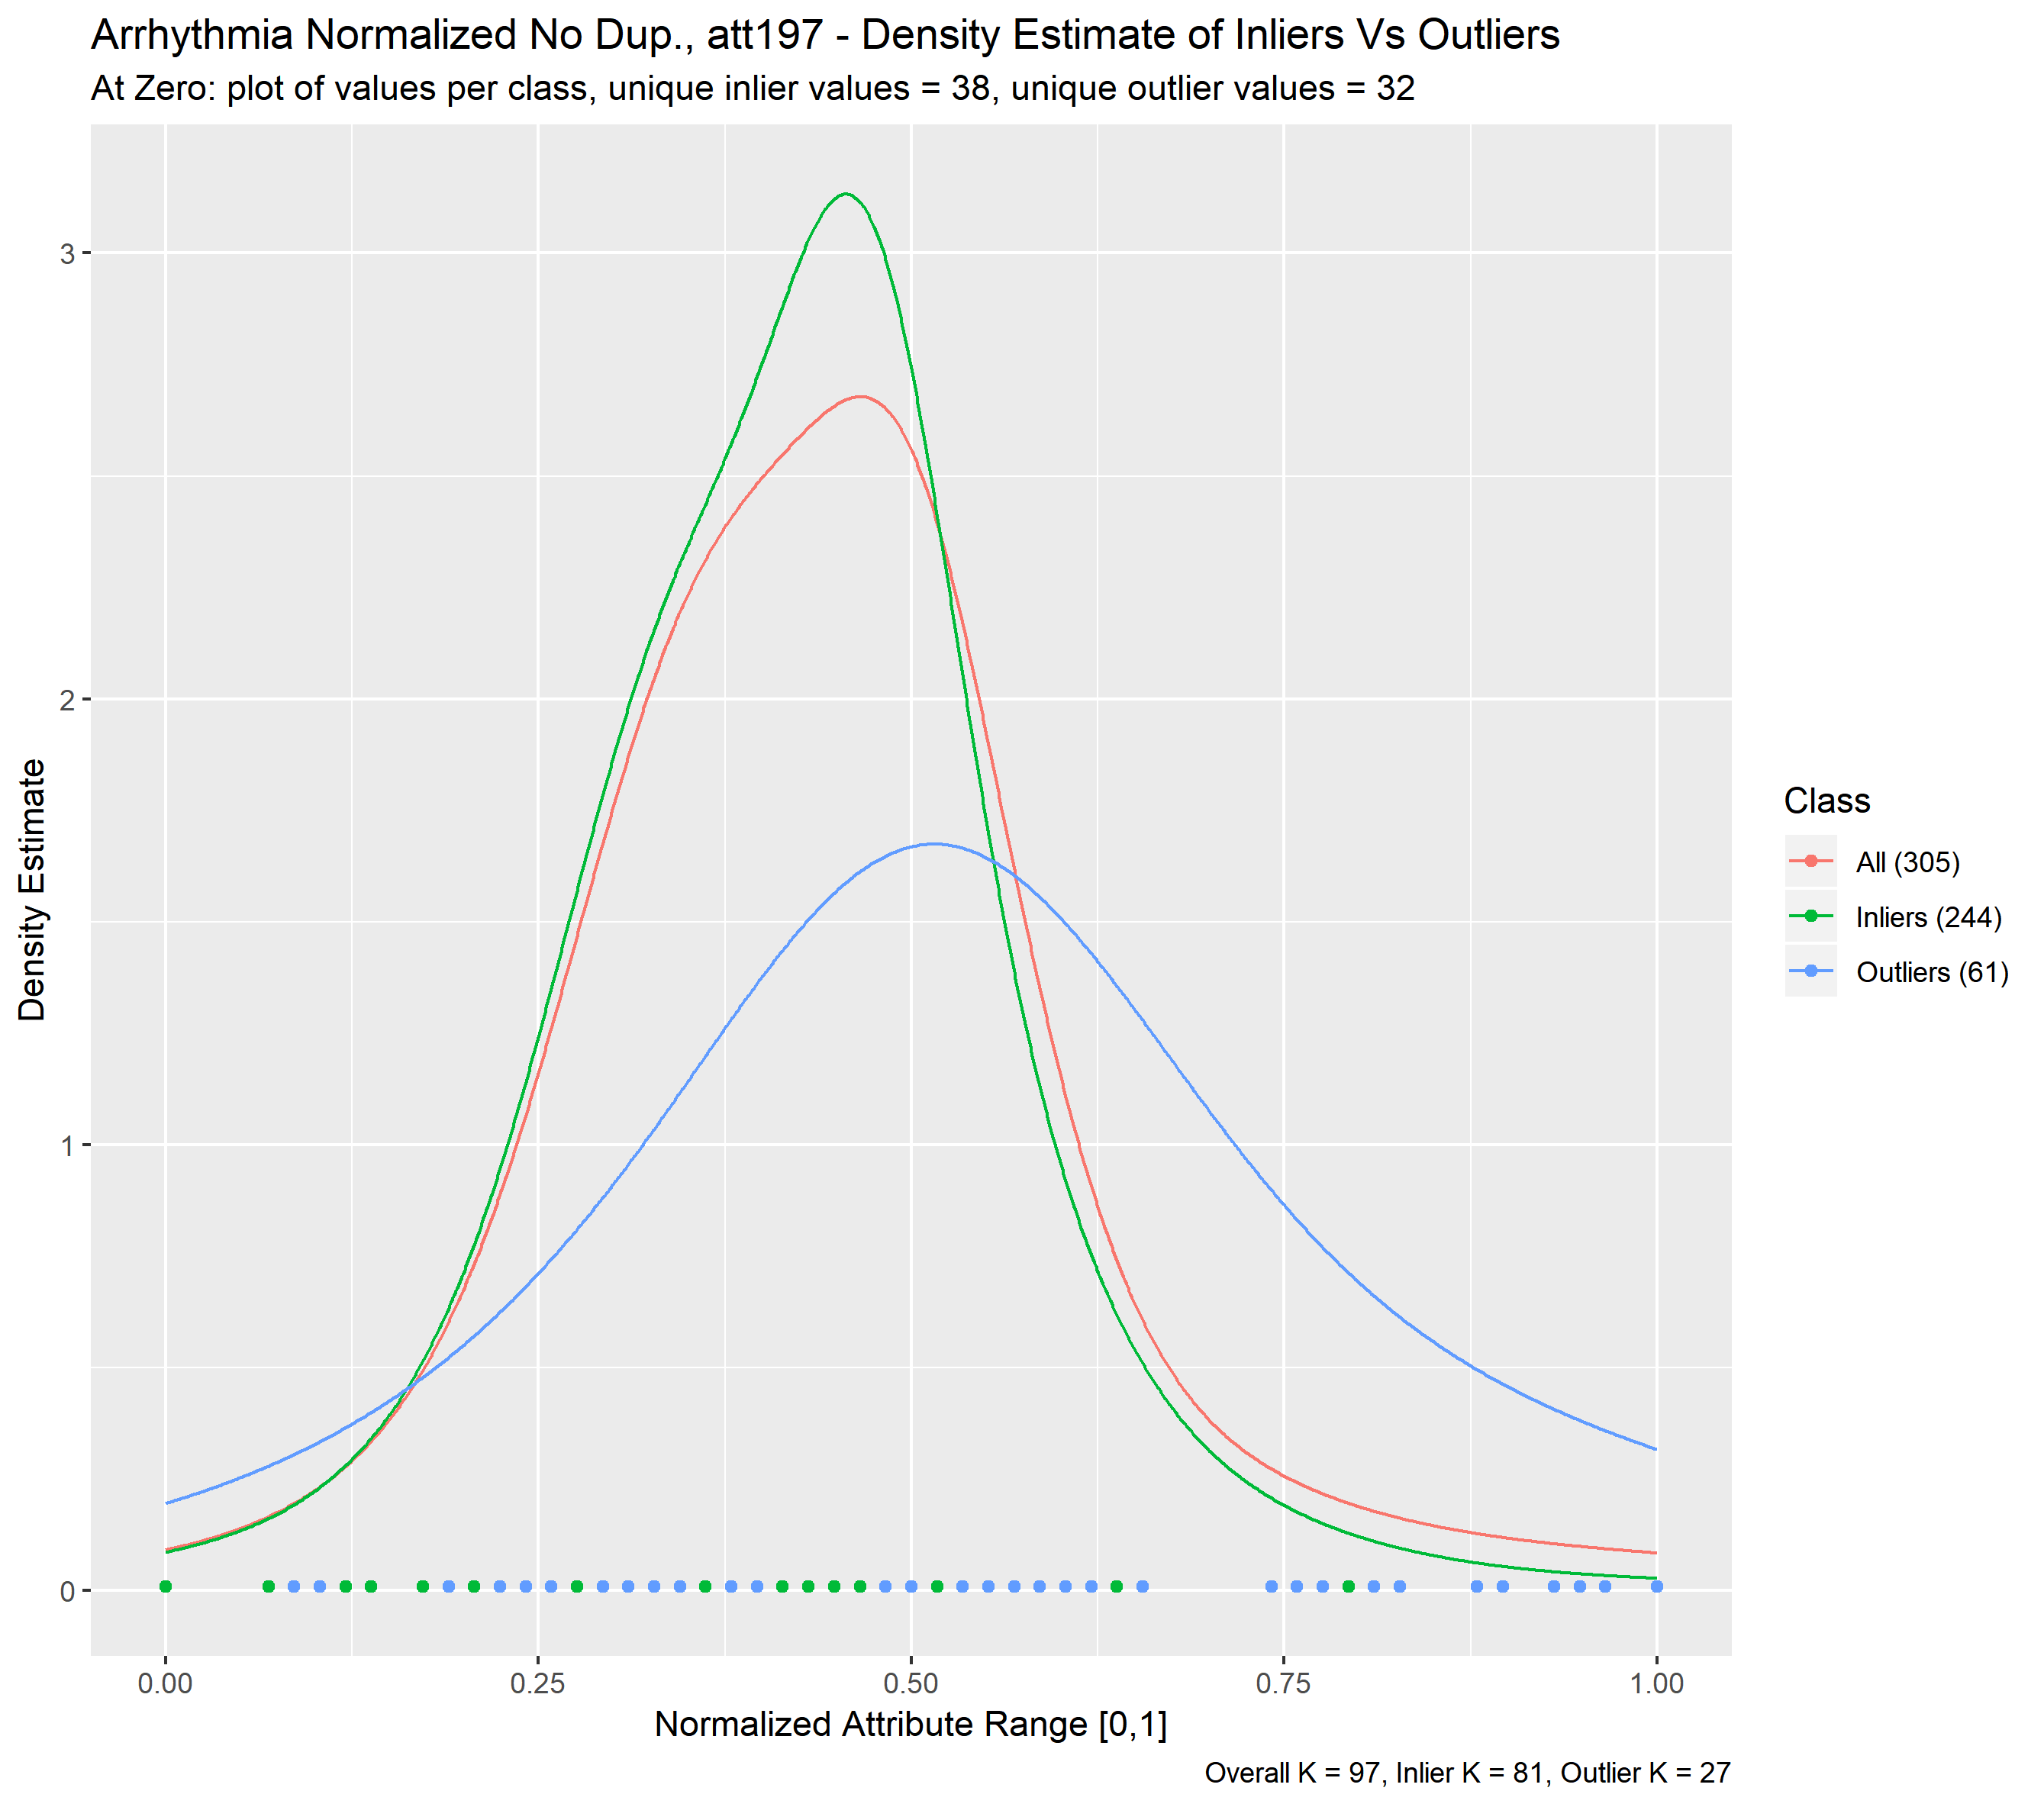 Arrhythmia Normalized No Dup., att197 - Density Estimate of Inliers Vs Outliers
At Zero: plot of values per class, unique inlier values = 38, unique outlier values = 32
Density Estimate
3
2
1
0
0.00
0.25
0.50
0.75
1.00
Normalized Attribute Range [0,1]
Class
All (305)
Inliers (244)
Outliers (61)
Overall K = 97, Inlier K = 81, Outlier K = 27